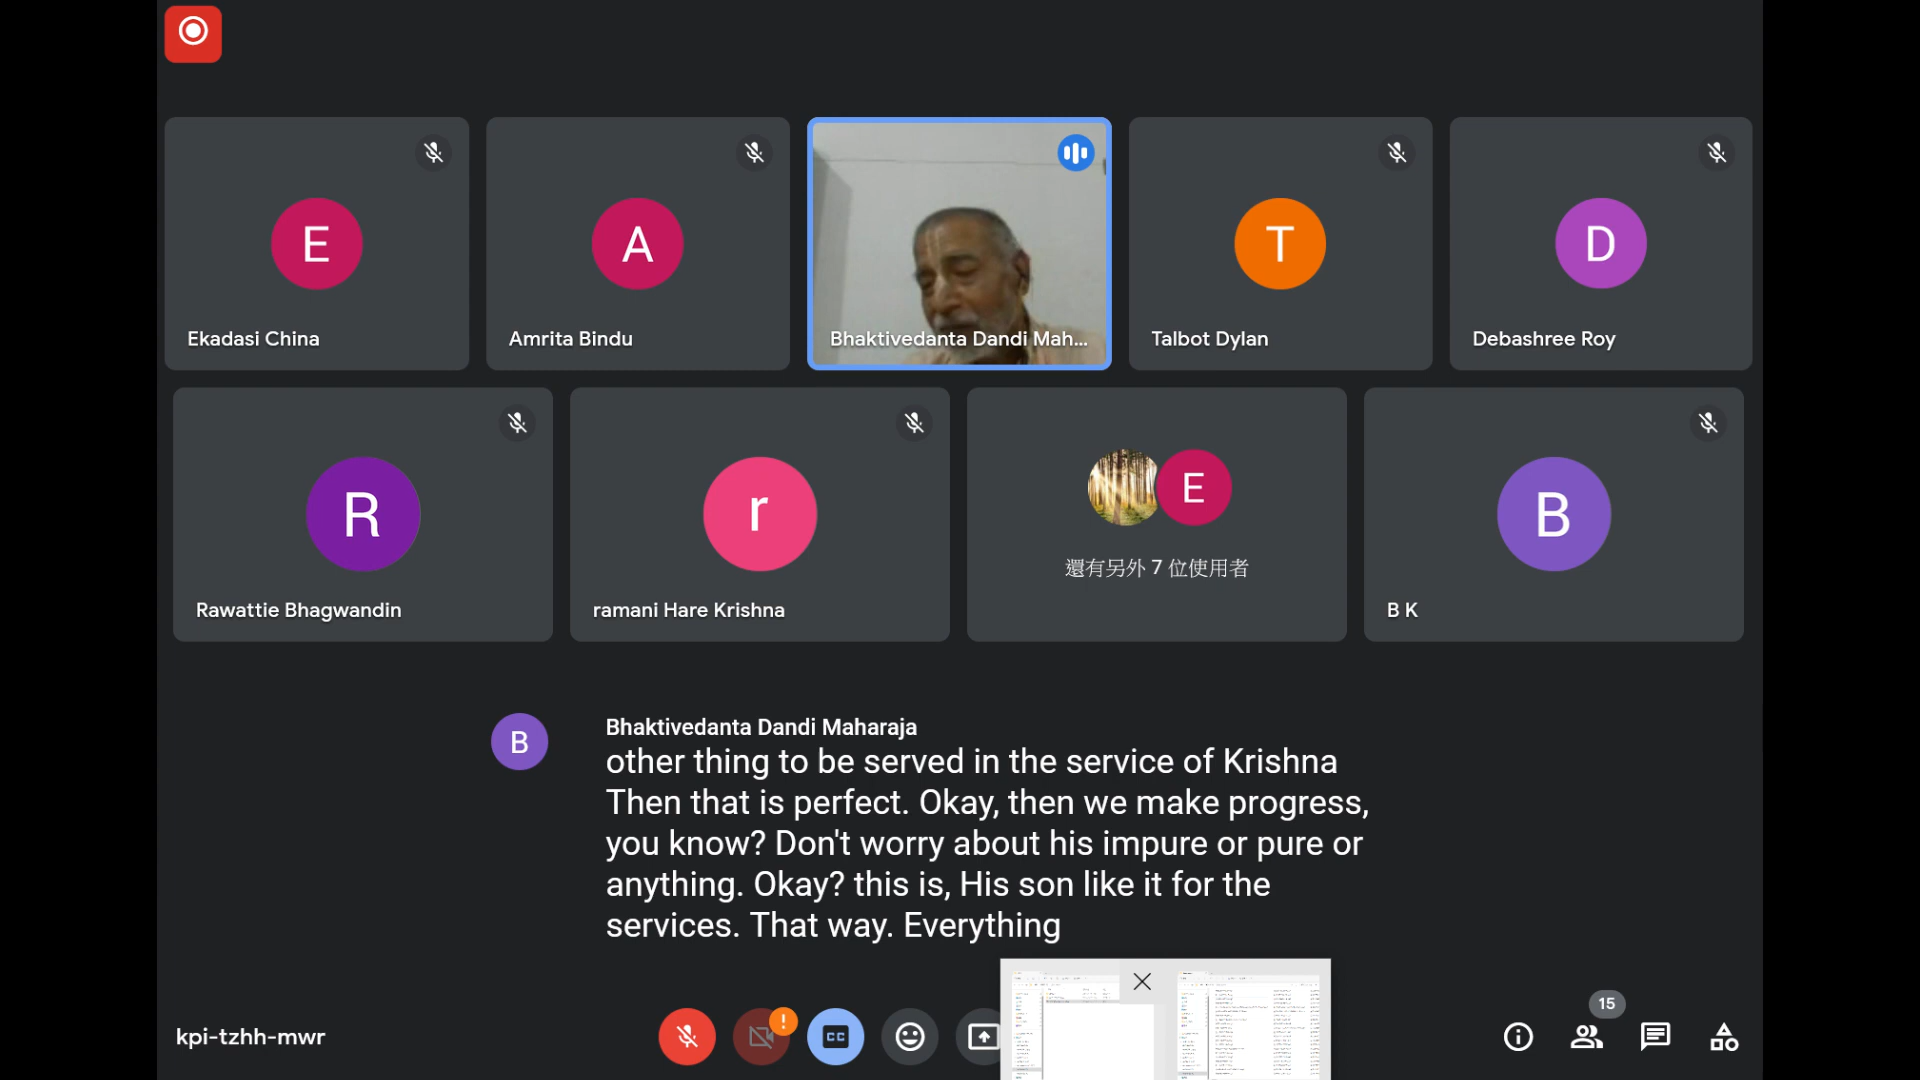 E
A
T
D
Ekadasi China
Amrita Bindu
Bhaktivedanta Dandi Mah...
Talbot Dylan
Debashree Roy
R
r
E
B
還有另外 7 位使用者
Rawattie Bhagwandin
ramani Hare Krishna
B K
B
Bhaktivedanta Dandi Maharaja
other thing to be served in the service of Krishna
Then that is perfect. Okay, then we make progress,
you know? Don't worry about his impure or pure or
anything. Okay? this is, His son like it for the
services. That way. Everything
15
kpi-tzhh-mwr
!
CC